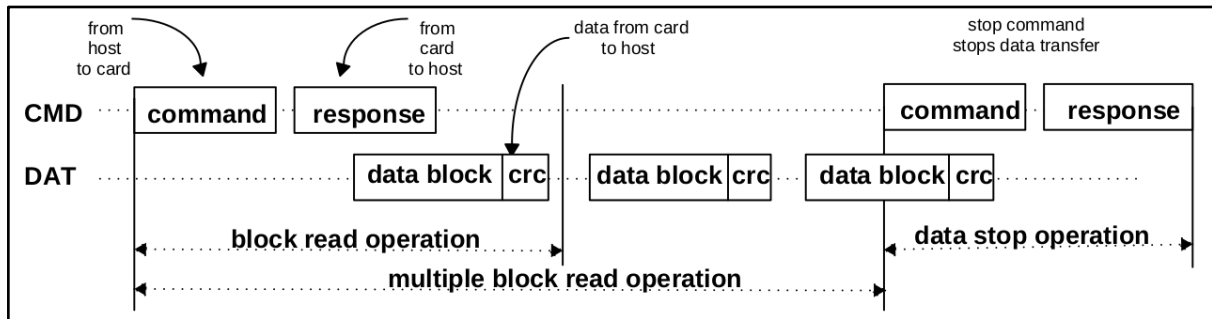 from
host
to card
from
card
to host
data from card
to host
stop command
stops data transfer
CMD
command
response
command
response
DAT
data block
crc
data block
crc
data block
crc
block read operation
data stop operation
multiple block read operation